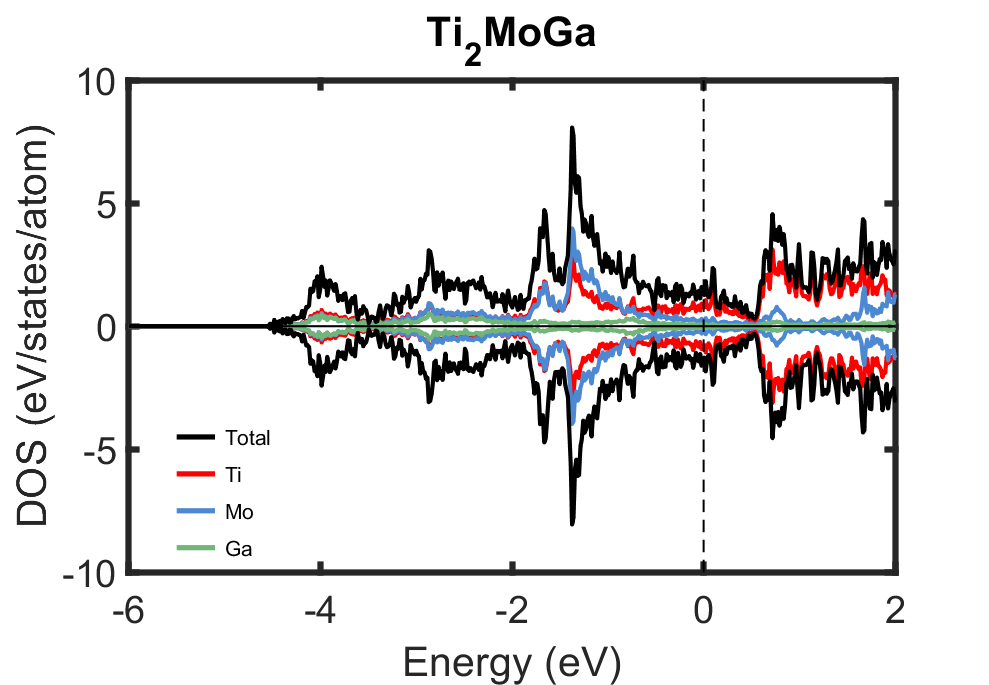 Ti₂MoGa
10
5
0
-5
-10
DOS (eV/states/atom)
Total
Ti
Mo
Ga
-6 -4 -2 0 2
Energy (eV)